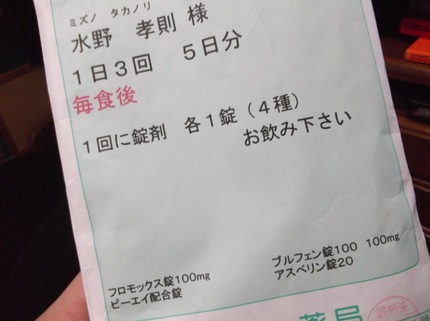 ミズノ タカノリ
水野 孝則 様
1日3回 5日分
毎食後
1回に錠剤 各1錠(4種)
お飲み下さい
フロモックス錠100mg
ピーエイ配合錠
ブルフェン錠100 100mg
アスベリン錠20
薬局